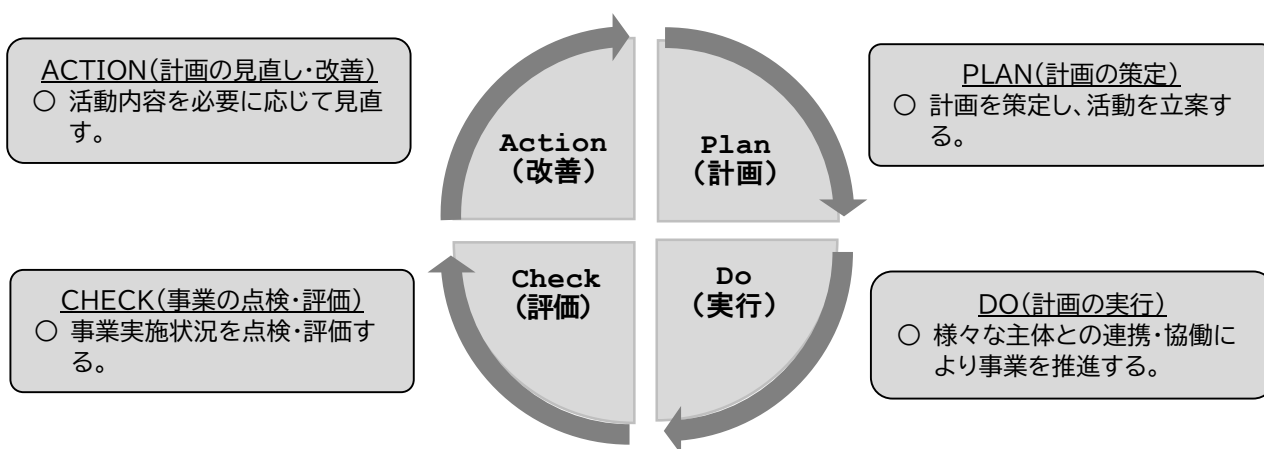 ACTION(計画の見直し・改善)
○ 活動内容を必要に応じて見直
す。
Action
(改善)
Plan
(計画)
PLAN(計画の策定)
○ 計画を策定し、活動を立案す
る。
CHECK(事業の点検・評価)
○ 事業実施状況を点検・評価す
る。
Check
(評価)
Do
(実行)
DO(計画の実行)
○ 様々な主体との連携・協働に
より事業を推進する。